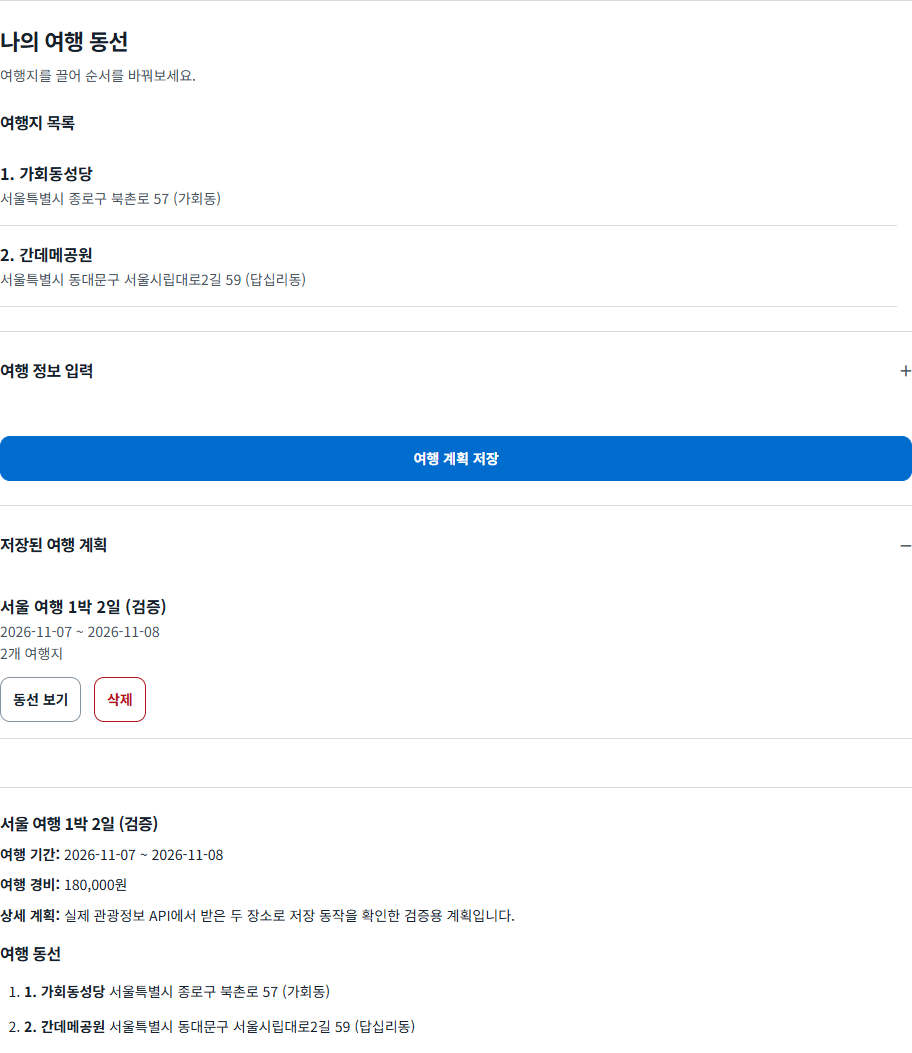 나의 여행 동선
여행지를 끌어 순서를 바꿔보세요.
여행지 목록
1. 가회동성당
서울특별시 종로구 북촌로 57 (가회동)
2. 간데메공원
서울특별시 동대문구 서울시립대로2길 59 (답십리동)
여행 정보 입력 +
여행 계획 저장
저장된 여행 계획 −
서울 여행 1박 2일 (검증)
2026-11-07 ~ 2026-11-08
2개 여행지
동선 보기 삭제
서울 여행 1박 2일 (검증)
여행 기간: 2026-11-07 ~ 2026-11-08
여행 경비: 180,000원
상세 계획: 실제 관광정보 API에서 받은 두 장소로 저장 동작을 확인한 검증용 계획입니다.
여행 동선
1. 1. 가회동성당 서울특별시 종로구 북촌로 57 (가회동)
2. 2. 간데메공원 서울특별시 동대문구 서울시립대로2길 59 (답십리동)